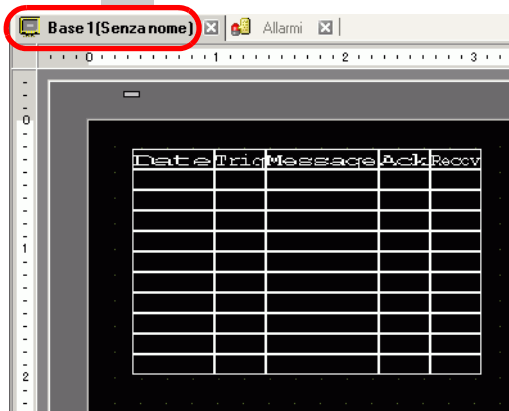 Base 1(Senza nome) Allarmi
0 1 2 3
Date Trig Message Ack Recov
0
1
2